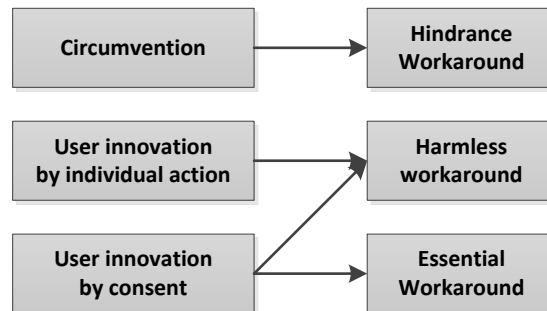 Circumvention
Hindrance
Workaround
User innovation
by individual action
Harmless
workaround
User innovation
by consent
Essential
Workaround